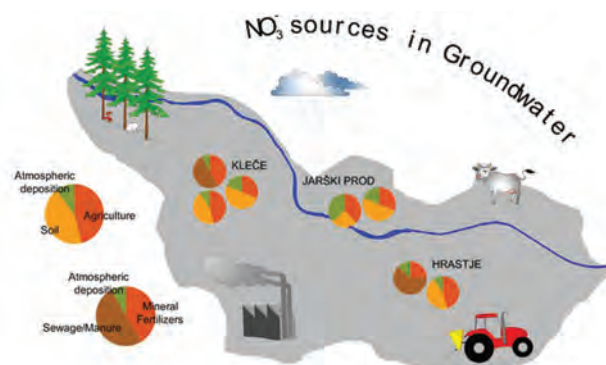 NO₃⁻ sources in Groundwater
KLEČE
JARŠKI PROD
Atmospheric
deposition
Agriculture
Soil
HRASTJE
Atmospheric
deposition
Mineral
Fertilizers
Sewage/Manure